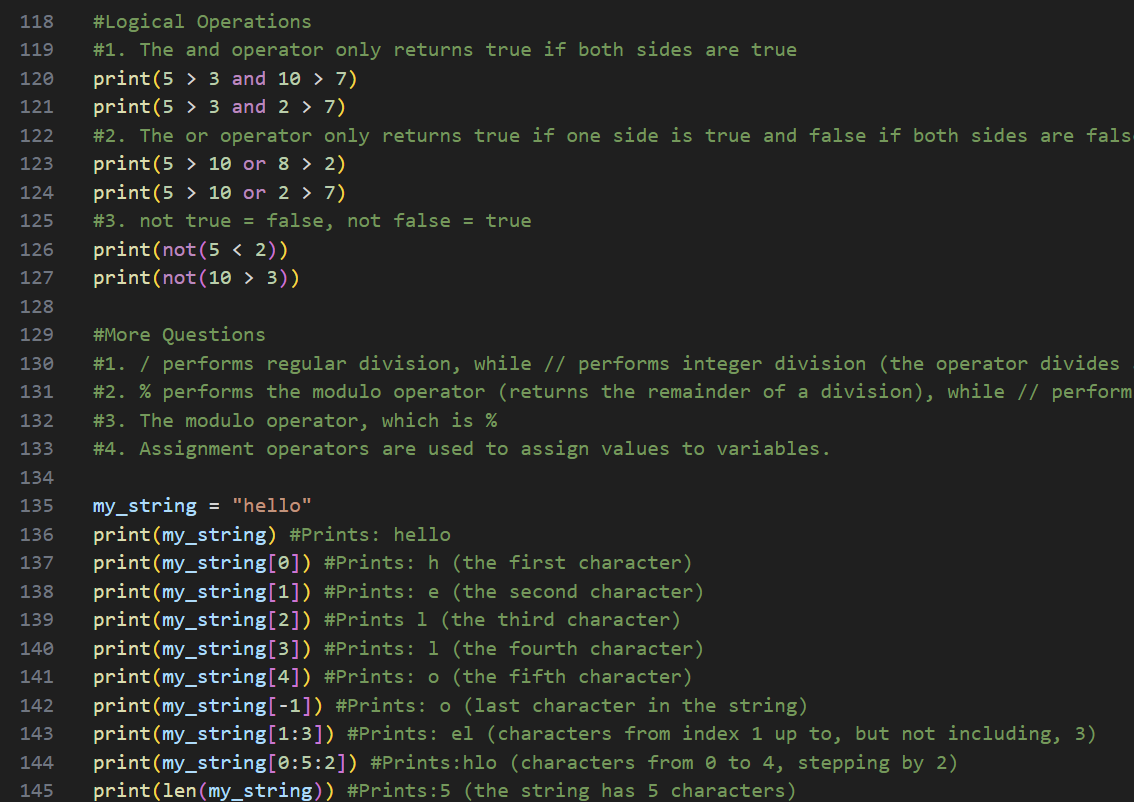 118 #Logical Operations
119 #1. The and operator only returns true if both sides are true
120 print(5 > 3 and 10 > 7)
121 print(5 > 3 and 2 > 7)
122 #2. The or operator only returns true if one side is true and false if both sides are fals
123 print(5 > 10 or 8 > 2)
124 print(5 > 10 or 2 > 7)
125 #3. not true = false, not false = true
126 print(not(5 < 2))
127 print(not(10 > 3))
128
129 #More Questions
130 #1. / performs regular division, while // performs integer division (the operator divides
131 #2. % performs the modulo operator (returns the remainder of a division), while // perform
132 #3. The modulo operator, which is %
133 #4. Assignment operators are used to assign values to variables.
134
135 my_string = "hello"
136 print(my_string) #Prints: hello
137 print(my_string[0]) #Prints: h (the first character)
138 print(my_string[1]) #Prints: e (the second character)
139 print(my_string[2]) #Prints l (the third character)
140 print(my_string[3]) #Prints: l (the fourth character)
141 print(my_string[4]) #Prints: o (the fifth character)
142 print(my_string[-1]) #Prints: o (last character in the string)
143 print(my_string[1:3]) #Prints: el (characters from index 1 up to, but not including, 3)
144 print(my_string[0:5:2]) #Prints:hlo (characters from 0 to 4, stepping by 2)
145 print(len(my_string)) #Prints:5 (the string has 5 characters)